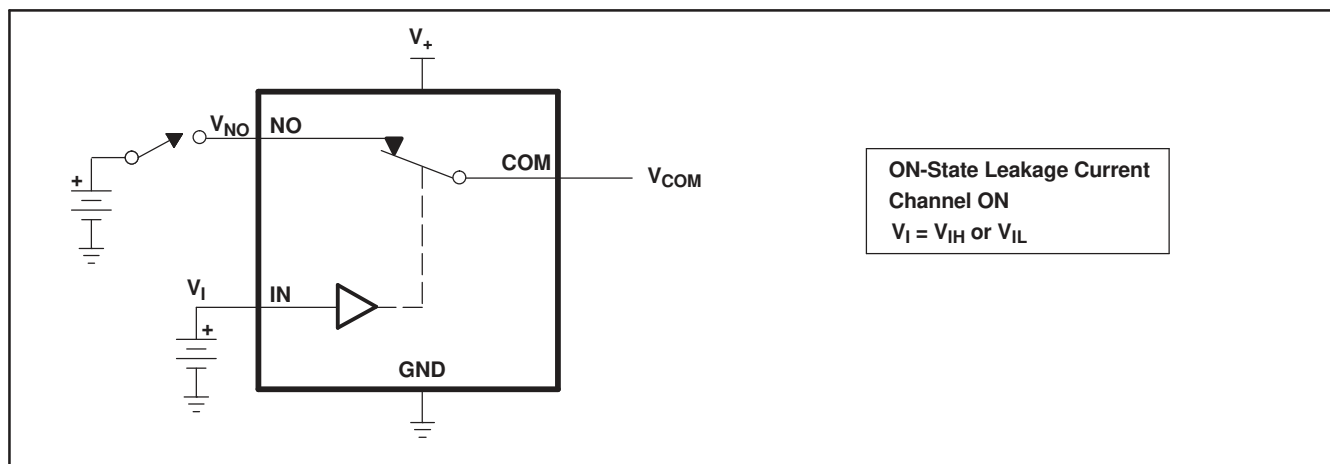 V+
VNO NO
COM
VCOM
+
VI IN
+
GND
ON-State Leakage Current
Channel ON
VI = VIH or VIL